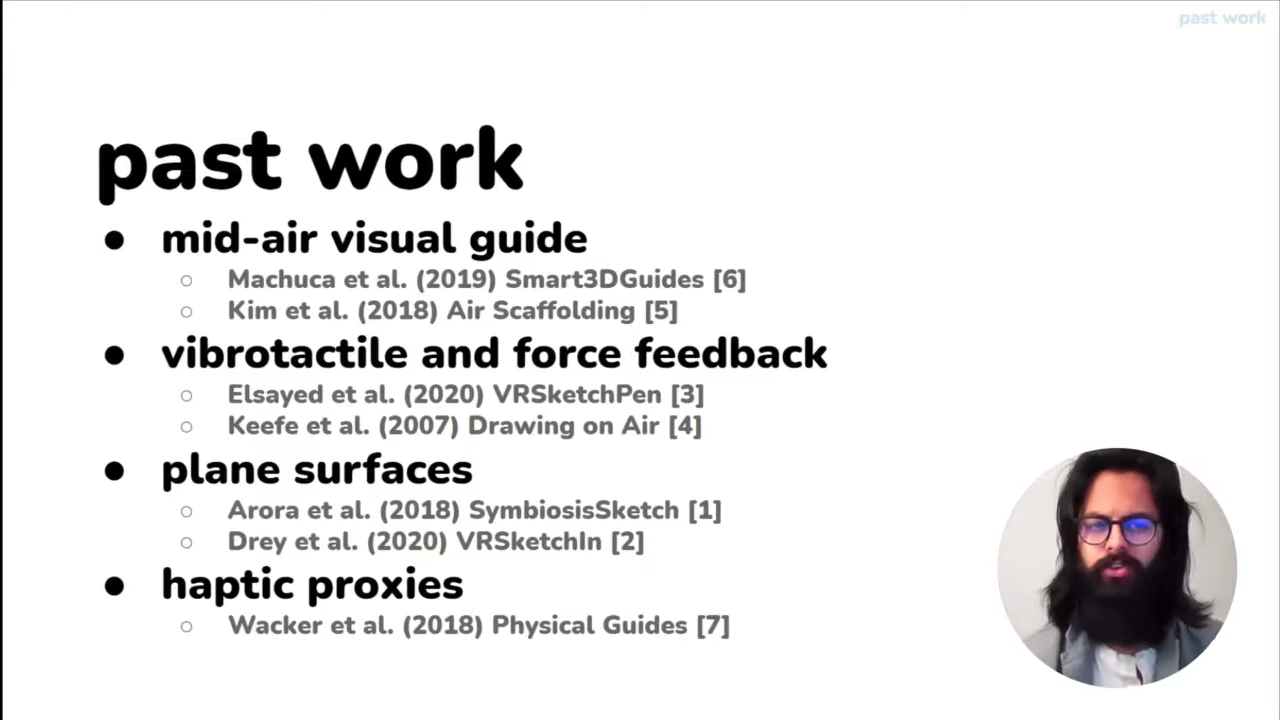 past work
past work
● mid-air visual guide
○ Machuca et al. (2019) Smart3DGuides [6]
○ Kim et al. (2018) Air Scaffolding [5]
● vibrotactile and force feedback
○ Elsayed et al. (2020) VRSketchPen [3]
○ Keefe et al. (2007) Drawing on Air [4]
● plane surfaces
○ Arora et al. (2018) SymbiosisSketch [1]
○ Drey et al. (2020) VRSketchIn [2]
● haptic proxies
○ Wacker et al. (2018) Physical Guides [7]